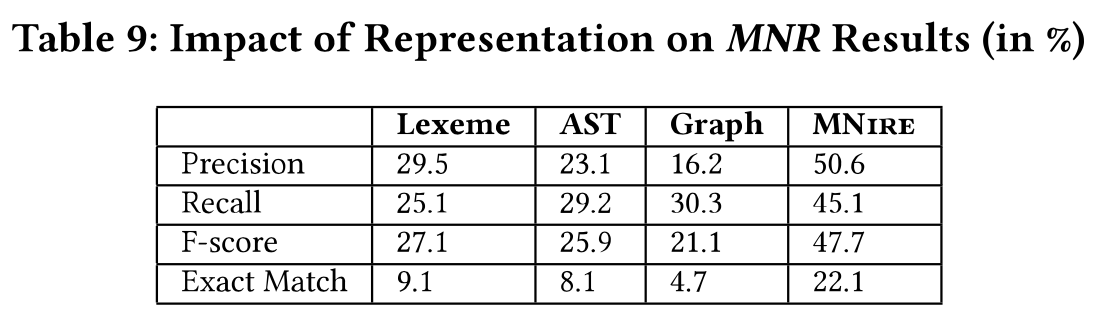 Table 9: Impact of Representation on MNR Results (in %)
Lexeme AST Graph MNIRE
Precision 29.5 23.1 16.2 50.6
Recall 25.1 29.2 30.3 45.1
F-score 27.1 25.9 21.1 47.7
Exact Match 9.1 8.1 4.7 22.1